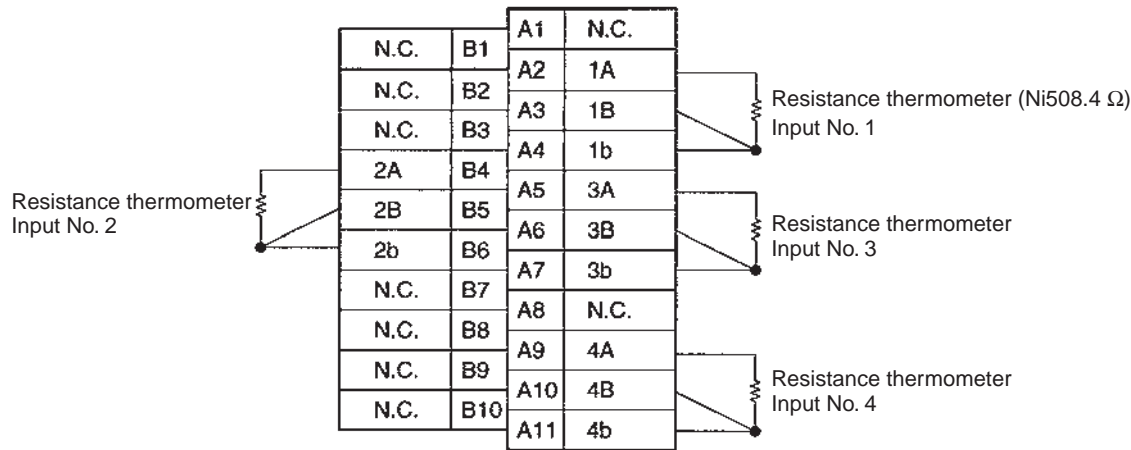 A1 N.C.
N.C. B1
A2 1A
N.C. B2
A3 1B
Resistance thermometer (Ni508.4 Ω)
Input No. 1
N.C. B3
A4 1b
2A B4
A5 3A
Resistance thermometer
Input No. 2
2B B5
A6 3B
Resistance thermometer
Input No. 3
2b B6
A7 3b
N.C. B7
A8 N.C.
N.C. B8
A9 4A
N.C. B9
A10 4B
Resistance thermometer
Input No. 4
N.C. B10
A11 4b